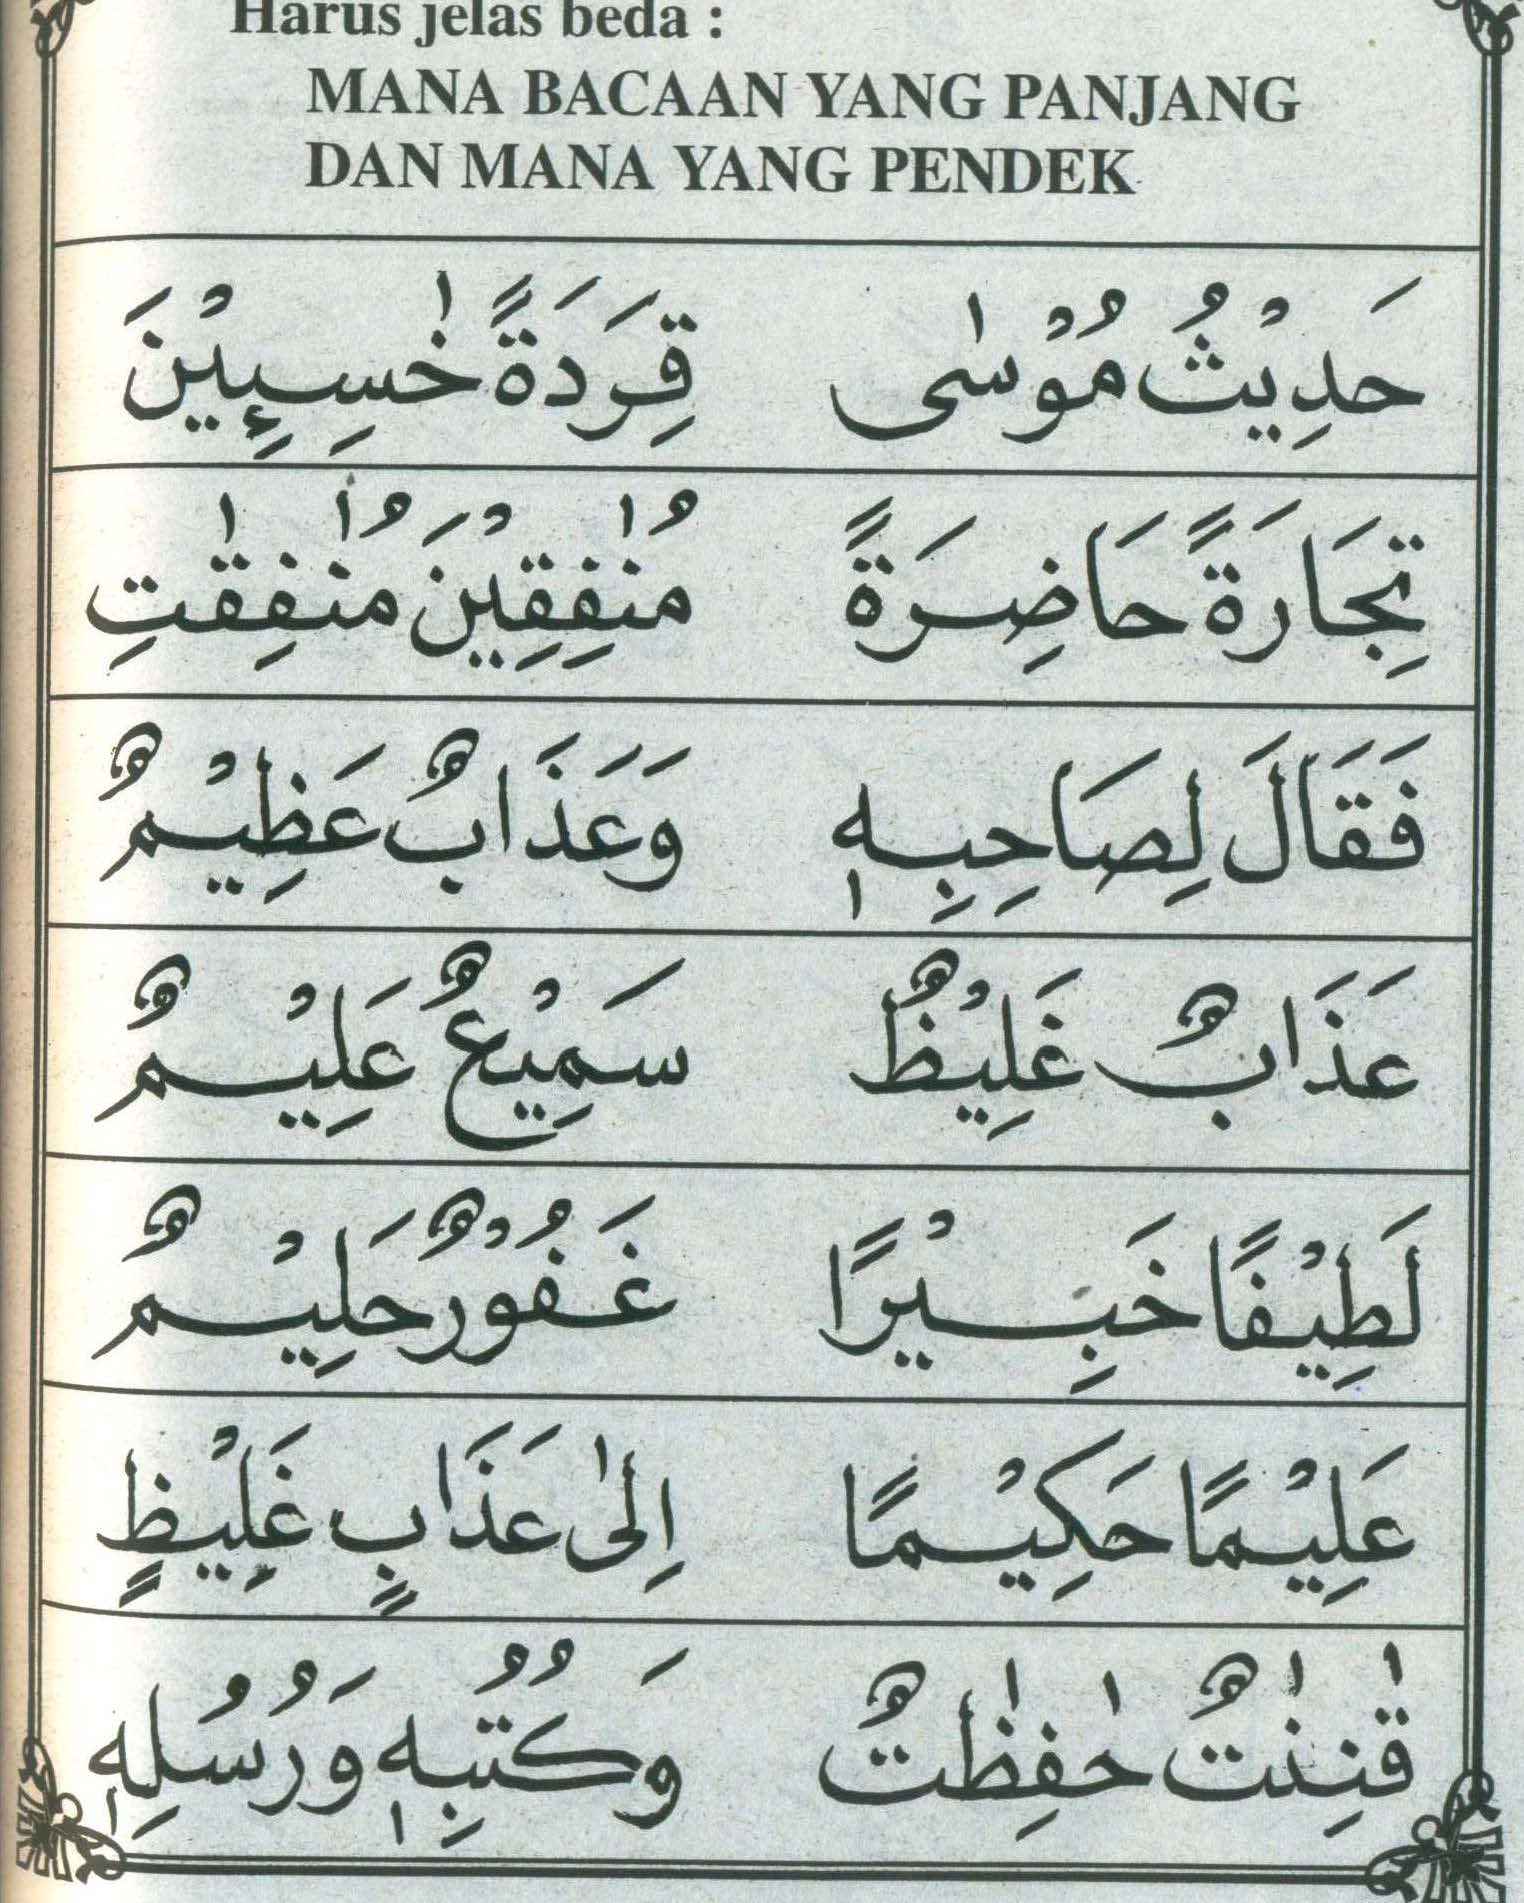 Harus jelas beda :
MANA BACAAN YANG PANJANG
DAN MANA YANG PENDEK
حَدِيْثُ مُوْسٰى قِرَدَةً خٰسِـِٕيْنَ
تِجَارَةً حَاضِرَةً مُنٰفِقِيْنَ مُنٰفِقٰتِ
فَقَالَ لِصَاحِبِهٖ وَعَذَابٌ عَظِيْمٌ
عَذَابٌ غَلِيْظٌ سَمِيْعٌ عَلِيْمٌ
لَطِيْفًا خَبِيْرًا غَفُوْرٌ حَلِيْمٌ
عَلِيْمًا حَكِيْمًا اِلٰى عَذَابٍ غَلِيْظٍ
قٰنِتٰتٌ حٰفِظٰتٌ وَكُتُبِهٖ وَرُسُلِهٖ